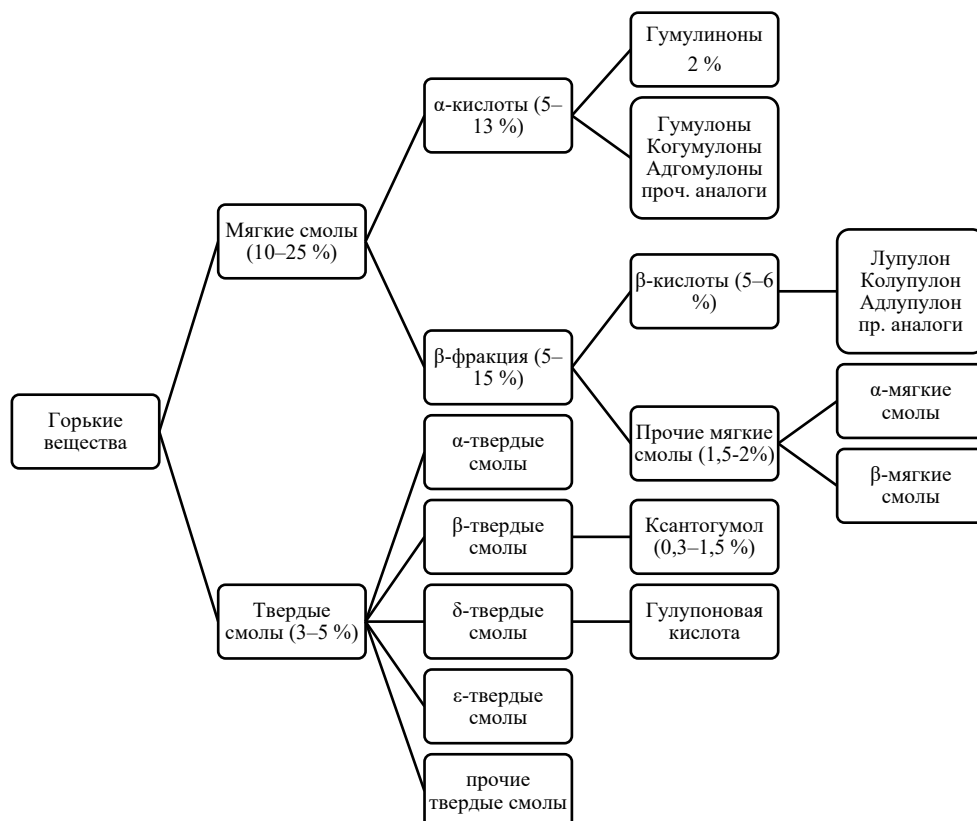 Горькие
вещества
Мягкие смолы
(10–25 %)
α-кислоты (5–
13 %)
Гумулиноны
2 %
Гумулоны
Когумулоны
Адгомулоны
проч. аналоги
β-фракция (5–
15 %)
β-кислоты (5–6
%)
Лупулон
Колупулон
Адлупулон
пр. аналоги
Прочие мягкие
смолы (1,5-2%)
α-мягкие
смолы
β-мягкие
смолы
Твердые
смолы (3–5 %)
α-твердые
смолы
β-твердые
смолы
Ксантогумол
(0,3–1,5 %)
δ-твердые
смолы
Гулупоновая
кислота
ε-твердые
смолы
прочие
твердые смолы